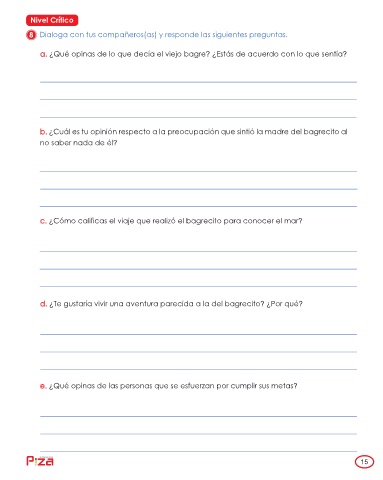 Nivel Crítico
8 Dialoga con tus compañeros(as) y responde las siguientes preguntas.
a. ¿Qué opinas de lo que decía el viejo bagre? ¿Estás de acuerdo con lo que sentía?
b. ¿Cuál es tu opinión respecto a la preocupación que sintió la madre del bagrecito al
no saber nada de él?
c. ¿Cómo calificas el viaje que realizó el bagrecito para conocer el mar?
d. ¿Te gustaría vivir una aventura parecida a la del bagrecito? ¿Por qué?
e. ¿Qué opinas de las personas que se esfuerzan por cumplir sus metas?
Piza
15